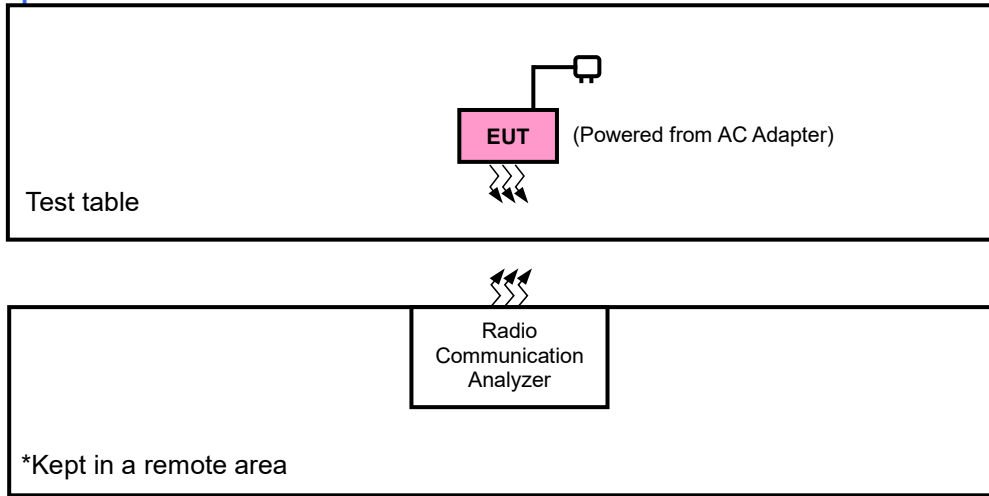 EUT
(Powered from AC Adapter)
Test table
Radio
Communication
Analyzer
*Kept in a remote area